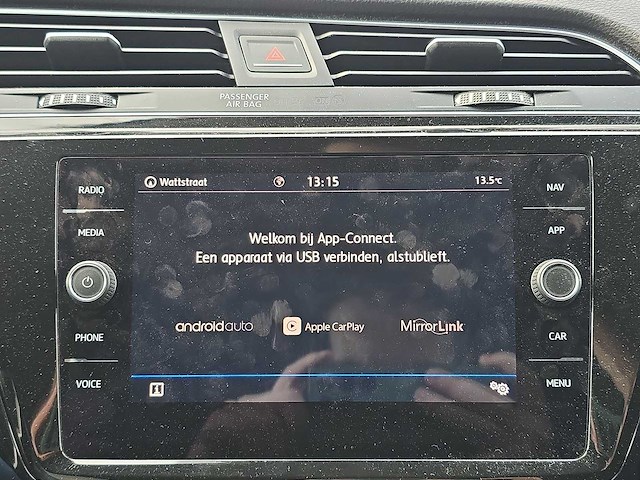 PASSENGER
AIR BAG
RADIO
MEDIA
PHONE
VOICE
Wattstraat 13:15 13.5°C
Welkom bij App-Connect.
Een apparaat via USB verbinden, alstublieft.
androidauto Apple CarPlay MirrorLink
NAV
APP
CAR
MENU